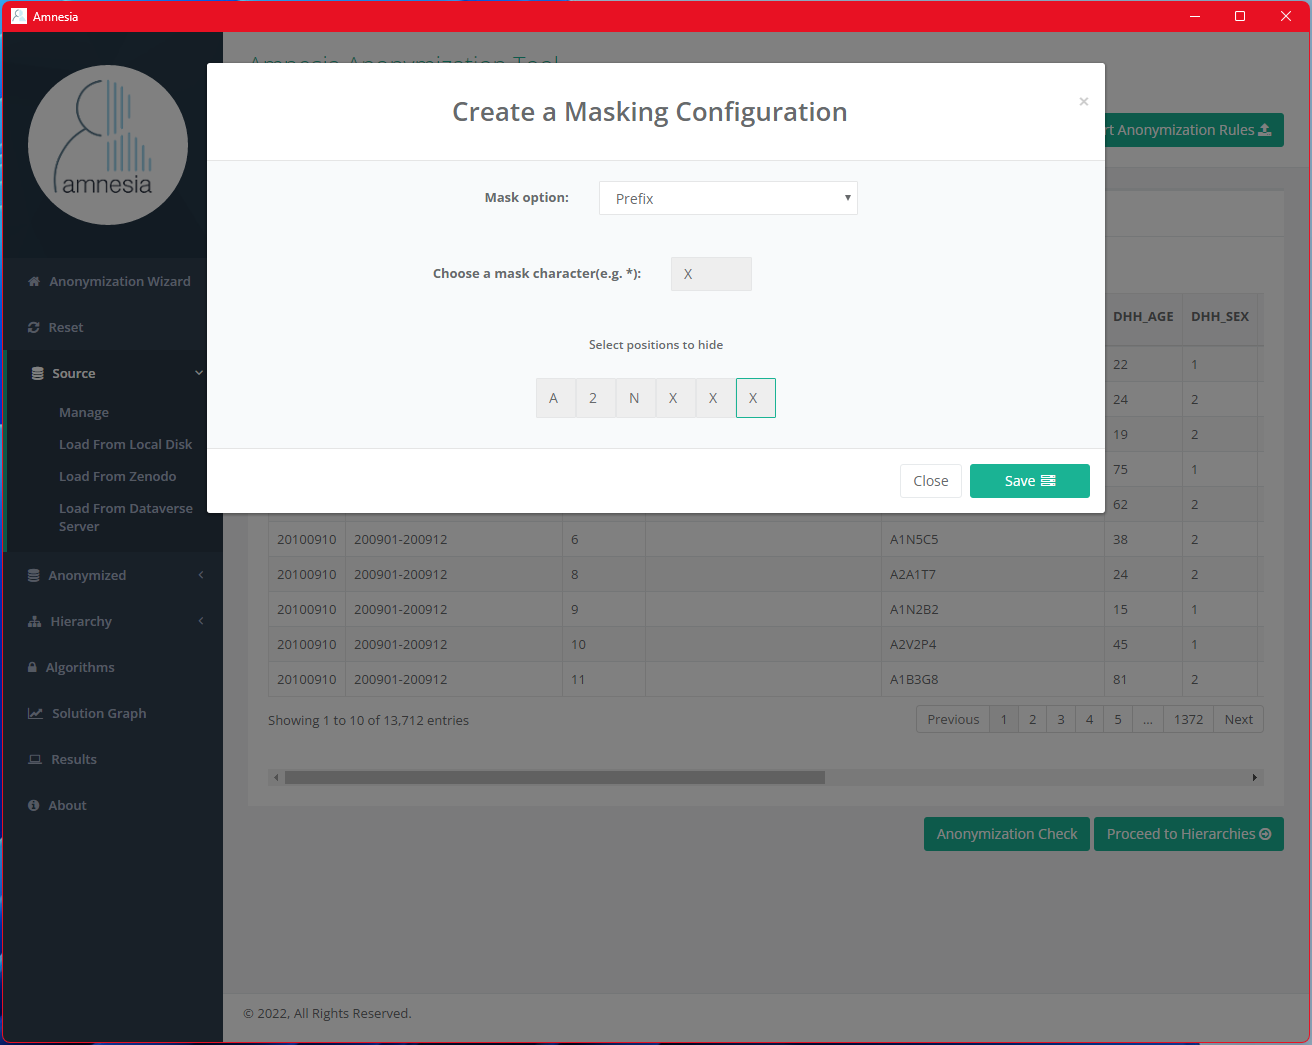 Amnesia
Amnesia Anonymization Tool
Create a Masking Configuration
×
rt Anonymization Rules
amnesia
Mask option: Prefix
Choose a mask character(e.g. *): X
Select positions to hide
A 2 N X X X
Close Save
Anonymization Wizard
Reset
Source
Manage
Load From Local Disk
Load From Zenodo
Load From Dataverse
Server
Anonymized
Hierarchy
Algorithms
Solution Graph
Results
About
DHH_AGE DHH_SEX
22 1
24 2
19 2
75 1
62 2
20100910 200901-200912 6 A1N5C5 38 2
20100910 200901-200912 8 A2A1T7 24 2
20100910 200901-200912 9 A1N2B2 15 1
20100910 200901-200912 10 A2V2P4 45 1
20100910 200901-200912 11 A1B3G8 81 2
Showing 1 to 10 of 13,712 entries
Previous 1 2 3 4 5 ... 1372 Next
Anonymization Check Proceed to Hierarchies
© 2022, All Rights Reserved.